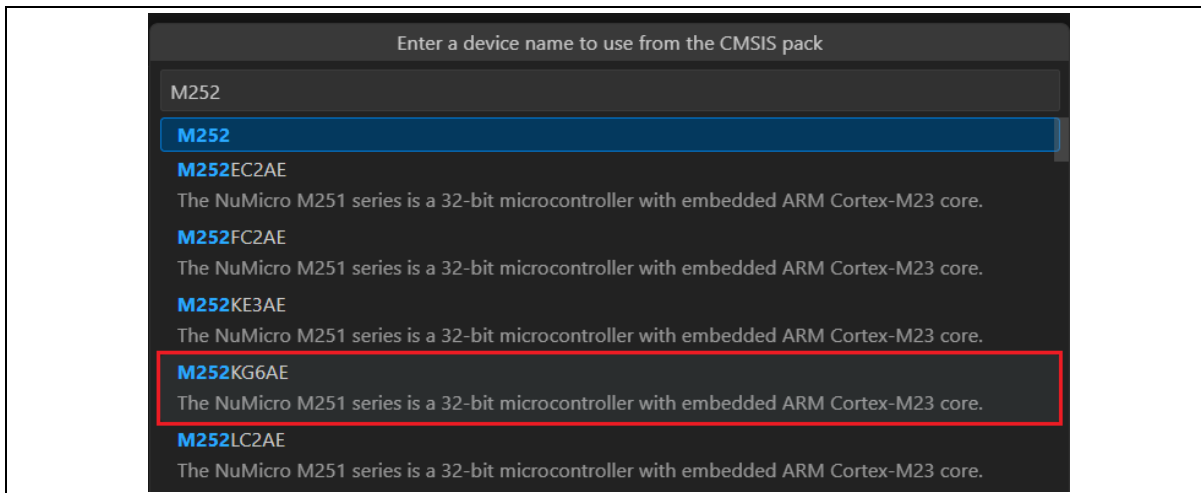 Enter a device name to use from the CMSIS pack
M252
M252
M252EC2AE
The NuMicro M251 series is a 32-bit microcontroller with embedded ARM Cortex-M23 core.
M252FC2AE
The NuMicro M251 series is a 32-bit microcontroller with embedded ARM Cortex-M23 core.
M252KE3AE
The NuMicro M251 series is a 32-bit microcontroller with embedded ARM Cortex-M23 core.
M252KG6AE
The NuMicro M251 series is a 32-bit microcontroller with embedded ARM Cortex-M23 core.
M252LC2AE
The NuMicro M251 series is a 32-bit microcontroller with embedded ARM Cortex-M23 core.